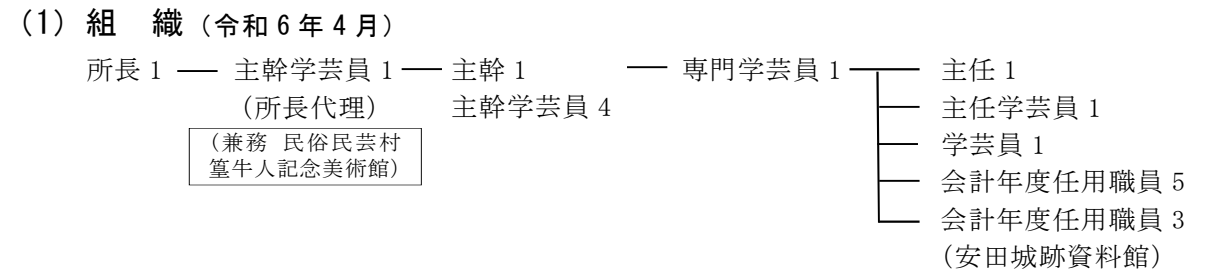 (1) 組　織 (令和6年4月)
所長 1 ― 主幹学芸員 1 ― 主幹 1 ― 専門学芸員 1 ― 主任 1
(所長代理) 主幹学芸員 4 主任学芸員 1
(兼務 民俗民芸村
篁牛人記念美術館)
学芸員 1
会計年度任用職員 5
会計年度任用職員 3
(安田城跡資料館)